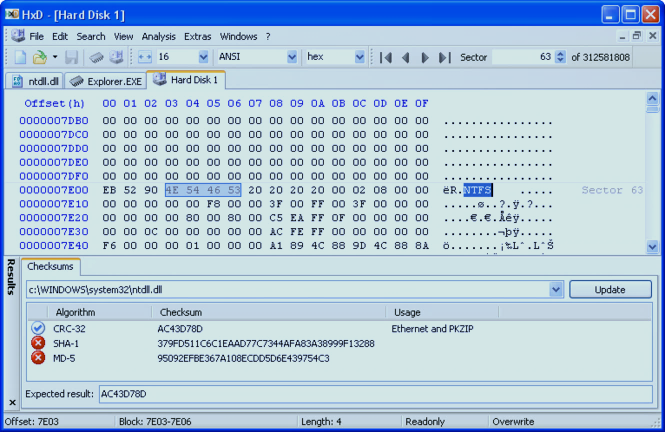 HxD - [Hard Disk 1]
File Edit Search View Analysis Extras Windows ?
16 ANSI hex Sector 63 of 312581808
ntdll.dll Explorer.EXE Hard Disk 1
Offset(h) 00 01 02 03 04 05 06 07 08 09 0A 0B 0C 0D 0E 0F
0000007DB0 00 00 00 00 00 00 00 00 00 00 00 00 00 00 00 00 ................
0000007DC0 00 00 00 00 00 00 00 00 00 00 00 00 00 00 00 00 ................
0000007DD0 00 00 00 00 00 00 00 00 00 00 00 00 00 00 00 00 ................
0000007DE0 00 00 00 00 00 00 00 00 00 00 00 00 00 00 00 00 ................
0000007DF0 00 00 00 00 00 00 00 00 00 00 00 00 00 00 00 00 ................
0000007E00 EB 52 90 4E 54 46 53 20 20 20 20 00 02 08 00 00 ëR.NTFS    ..... Sector 63
0000007E10 00 00 00 00 00 F8 00 00 3F 00 FF 00 3F 00 00 00 .....ø..?.ÿ.?...
0000007E20 00 00 00 00 80 00 80 00 C5 EA FF 0F 00 00 00 00 ....€.€.Åêÿ.....
0000007E30 00 00 0C 00 00 00 00 00 AC FE FF 00 00 00 00 00 ........¬þÿ.....
0000007E40 F6 00 00 00 01 00 00 00 A1 89 4C 88 9D 4C 88 8A ö.......¡‰Lˆ.LˆŠ
Results
Checksums
c:\WINDOWS\system32\ntdll.dll Update
Algorithm Checksum Usage
CRC-32 AC43D78D Ethernet and PKZIP
SHA-1 379FD511C6C1EAAD77C7344AFA83A38999F13288
MD-5 95092EFBE367A108ECDD5D6E439754C3
Expected result: AC43D78D
Offset: 7E03 Block: 7E03-7E06 Length: 4 Readonly Overwrite